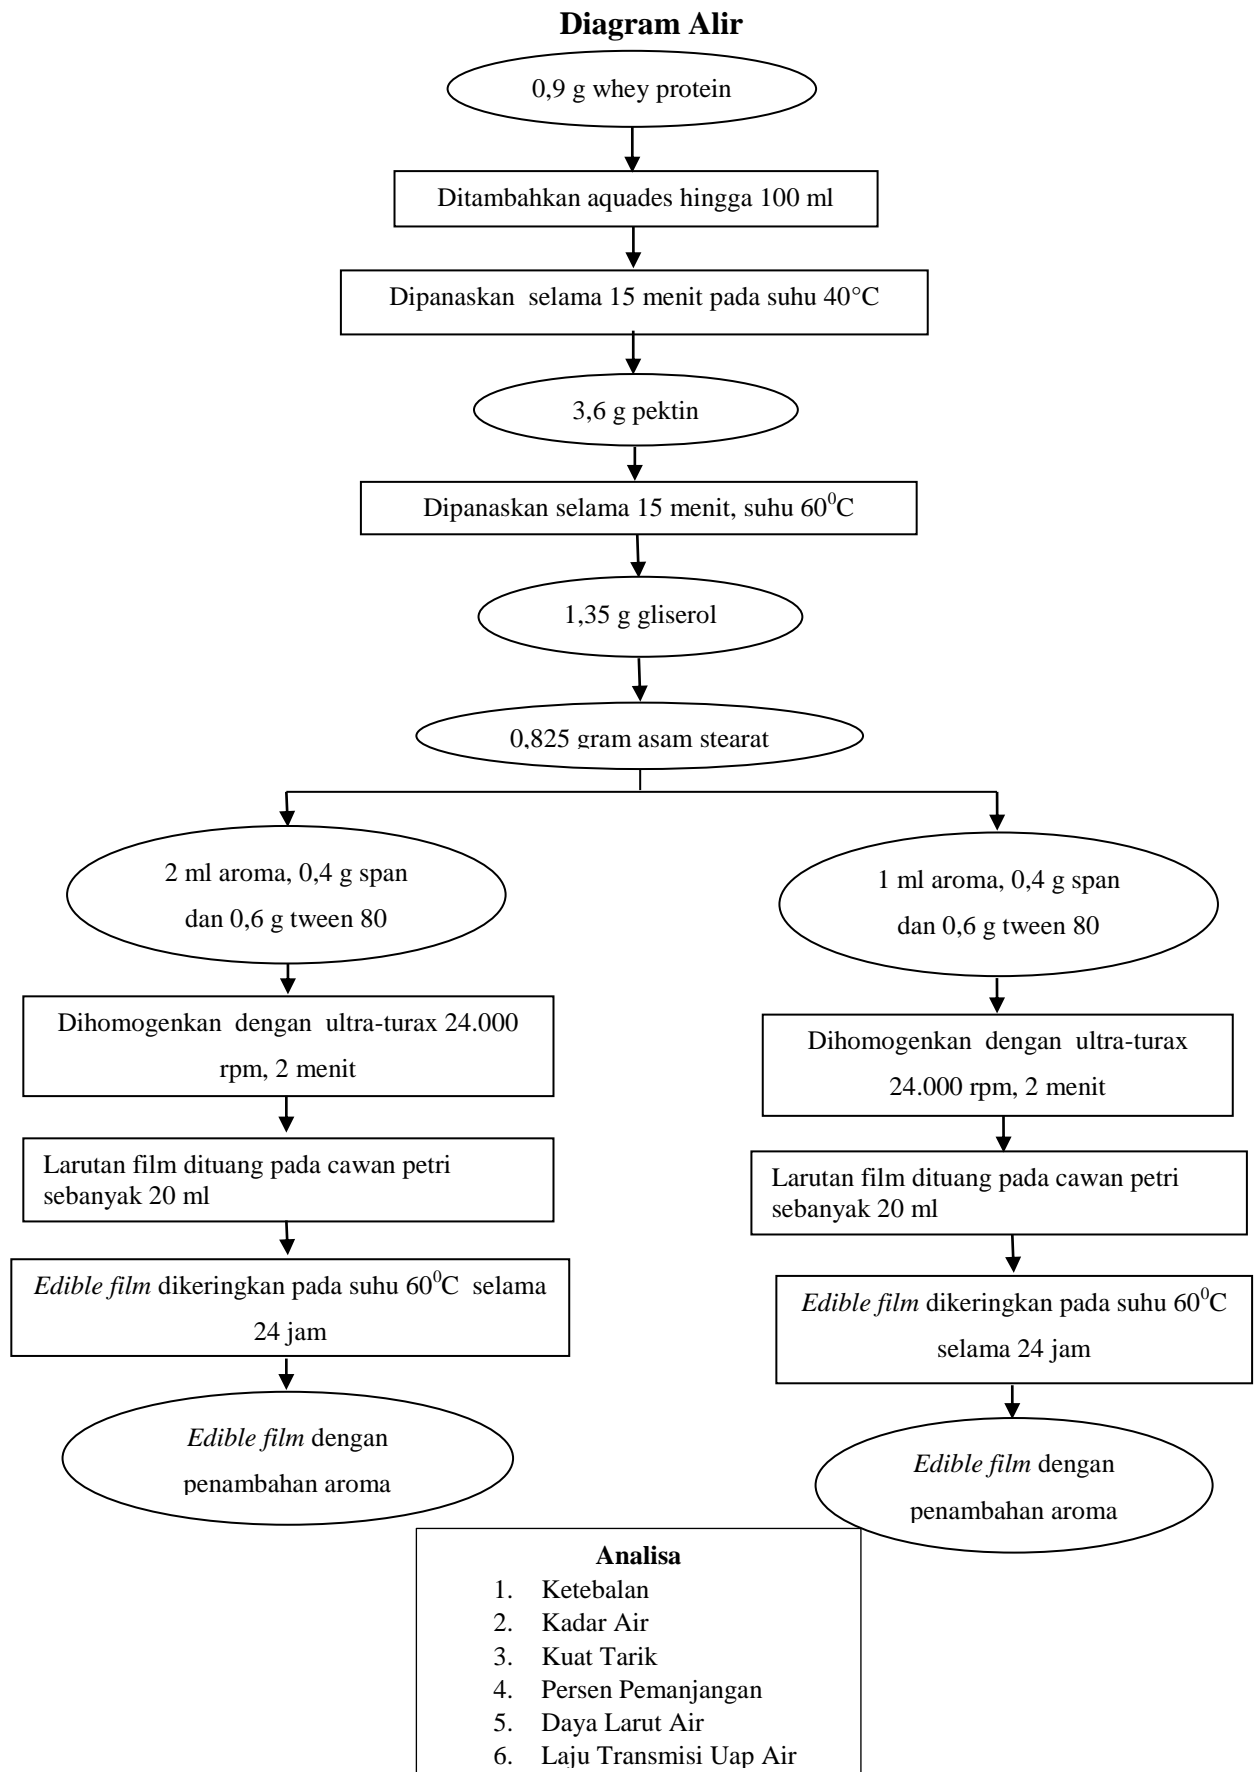 Diagram Alir
0,9 g whey protein
Ditambahkan aquades hingga 100 ml
Dipanaskan selama 15 menit pada suhu 40°C
3,6 g pektin
Dipanaskan selama 15 menit, suhu 60⁰C
1,35 g gliserol
0,825 gram asam stearat
2 ml aroma, 0,4 g span
dan 0,6 g tween 80
Dihomogenkan dengan ultra-turax 24.000
rpm, 2 menit
Larutan film dituang pada cawan petri
sebanyak 20 ml
Edible film dikeringkan pada suhu 60⁰C selama
24 jam
Edible film dengan
penambahan aroma
1 ml aroma, 0,4 g span
dan 0,6 g tween 80
Dihomogenkan dengan ultra-turax
24.000 rpm, 2 menit
Larutan film dituang pada cawan petri
sebanyak 20 ml
Edible film dikeringkan pada suhu 60⁰C
selama 24 jam
Edible film dengan
penambahan aroma
Analisa
1. Ketebalan
2. Kadar Air
3. Kuat Tarik
4. Persen Pemanjangan
5. Daya Larut Air
6. Laju Transmisi Uap Air